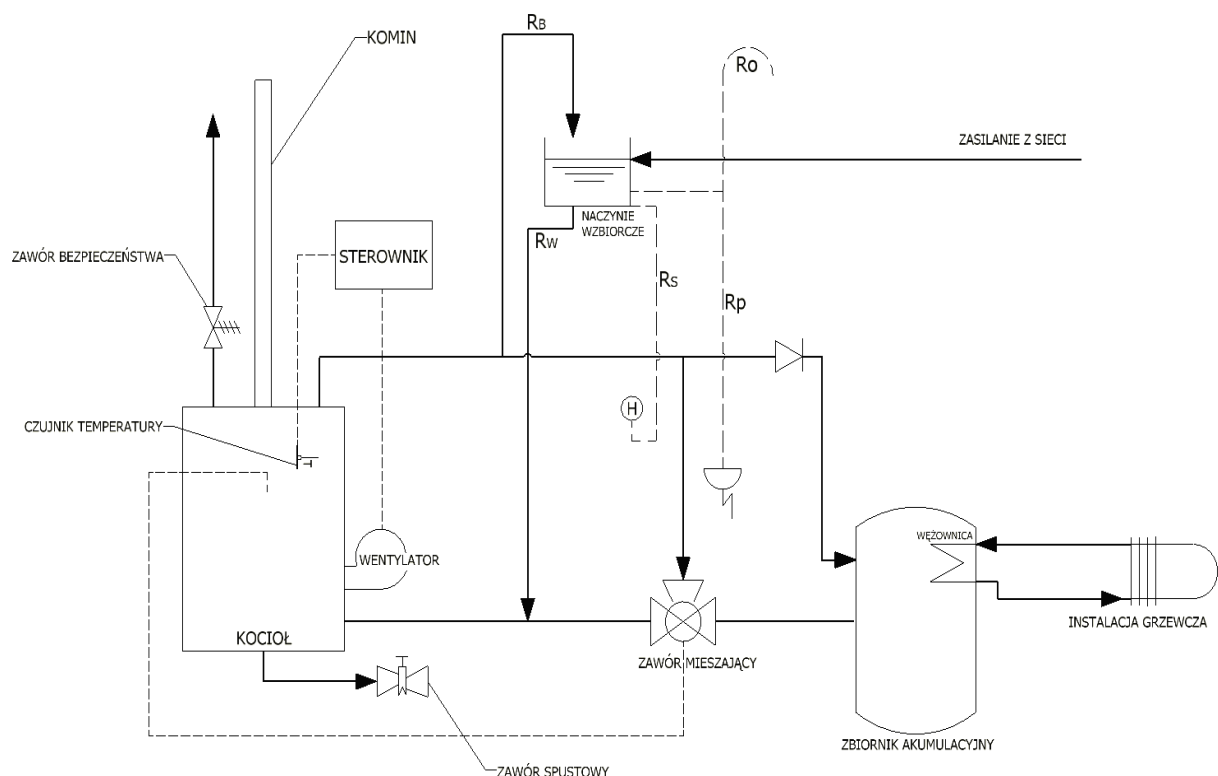 RB
KOMIN
Ro
ZASILANIE Z SIECI
NACZYNIE
WZBIORCZE
RW
ZAWÓR BEZPIECZEŃSTWA
STEROWNIK
RS
Rp
H
CZUJNIK TEMPERATURY
WĘŻOWNICA
WENTYLATOR
INSTALACJA GRZEWCZA
KOCIOŁ
ZAWÓR MIESZAJĄCY
ZBIORNIK AKUMULACYJNY
ZAWÓR SPUSTOWY